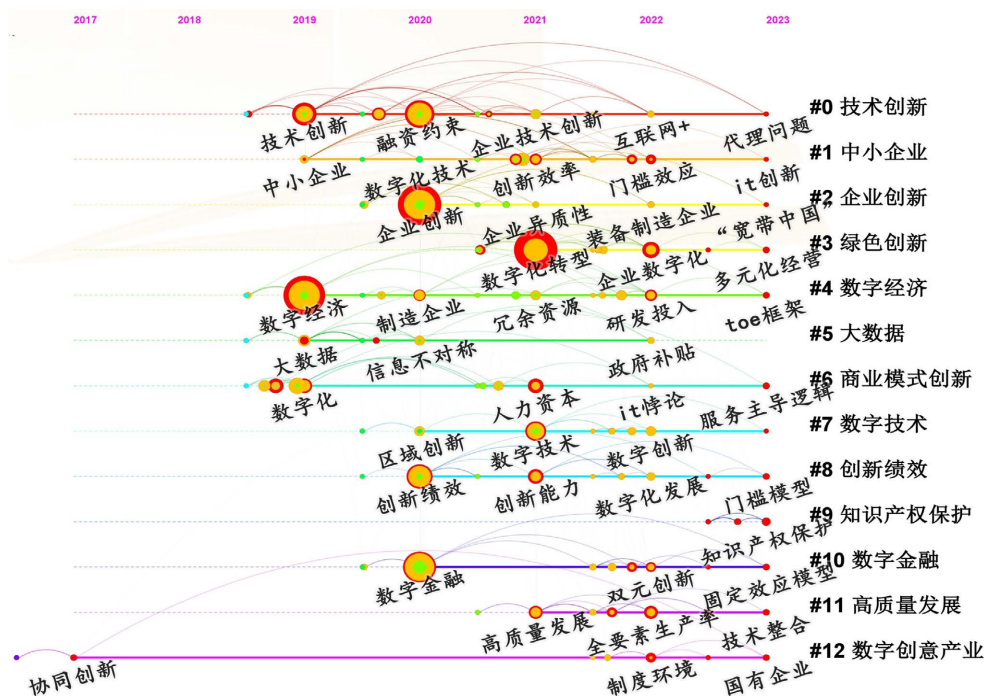 2017 2018 2019 2020 2021 2022 2023
#0 技术创新
技术创新 融资约束 企业技术创新 互联网+ 代理问题
#1 中小企业
中小企业 数字化技术 创新效率 门槛效应 it创新
#2 企业创新
企业创新 企业异质性 装备制造企业 “宽带中国”
#3 绿色创新
数字化转型 企业数字化 多元化经营
#4 数字经济
数字经济 制造企业 冗余资源 研发投入 toe框架
#5 大数据
大数据 信息不对称 政府补贴
#6 商业模式创新
数字化 人力资本 it悖论 服务主导逻辑
#7 数字技术
区域创新 数字技术 数字创新
#8 创新绩效
创新绩效 创新能力 数字化发展 门槛模型
#9 知识产权保护
知识产权保护
#10 数字金融
数字金融 双元创新 固定效应模型
#11 高质量发展
高质量发展 全要素生产率 技术整合
#12 数字创意产业
协同创新 制度环境 国有企业